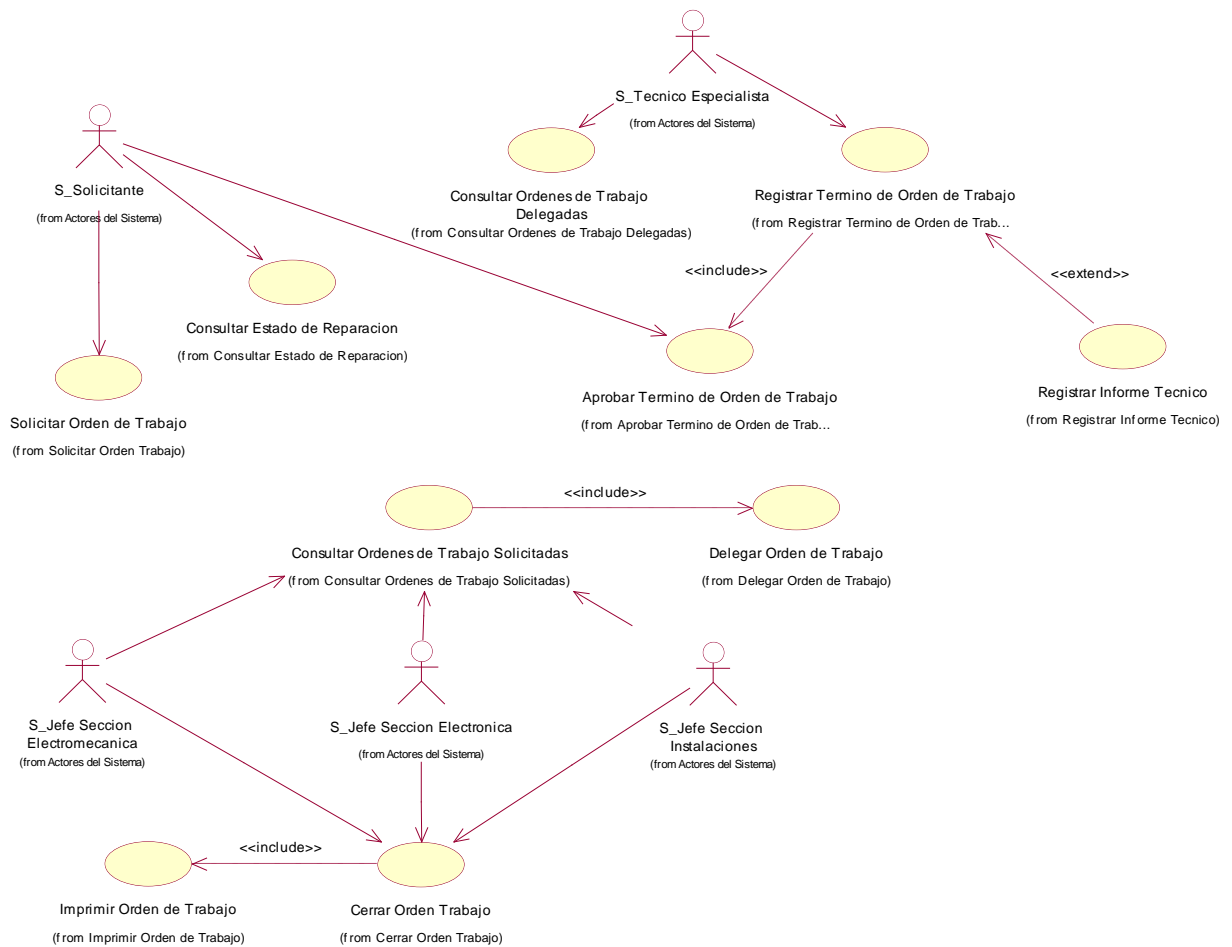 S_Tecnico Especialista
(from Actores del Sistema)
S_Solicitante
(from Actores del Sistema)
Consultar Ordenes de Trabajo
Delegadas
(from Consultar Ordenes de Trabajo Delegadas)
Registrar Termino de Orden de Trabajo
(from Registrar Termino de Orden de Trab...
<<include>>
<<extend>>
Consultar Estado de Reparacion
(from Consultar Estado de Reparacion)
Solicitar Orden de Trabajo
(from Solicitar Orden Trabajo)
Aprobar Termino de Orden de Trabajo
(from Aprobar Termino de Orden de Trab...
Registrar Informe Tecnico
(from Registrar Informe Tecnico)
<<include>>
Consultar Ordenes de Trabajo Solicitadas
(from Consultar Ordenes de Trabajo Solicitadas)
Delegar Orden de Trabajo
(from Delegar Orden de Trabajo)
S_Jefe Seccion
Electromecanica
(from Actores del Sistema)
S_Jefe Seccion Electronica
(from Actores del Sistema)
S_Jefe Seccion
Instalaciones
(from Actores del Sistema)
<<include>>
Imprimir Orden de Trabajo
(from Imprimir Orden de Trabajo)
Cerrar Orden Trabajo
(from Cerrar Orden Trabajo)